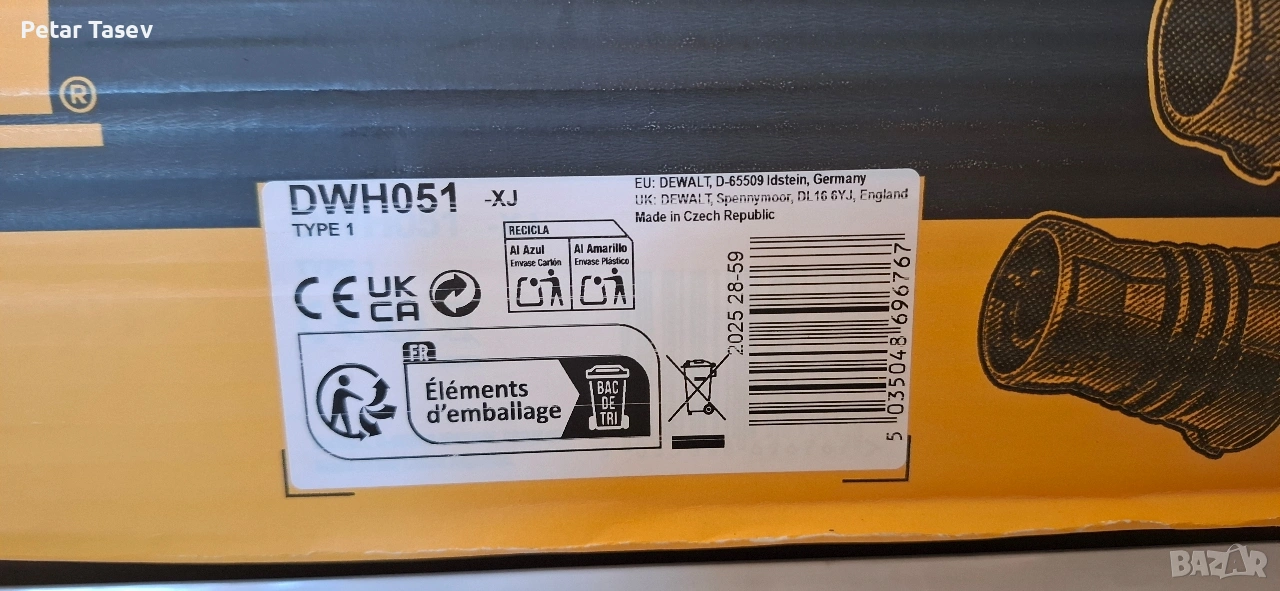 Petar Tasev
®
DWH051 -XJ
TYPE 1
EU: DEWALT, D-65509 Idstein, Germany
UK: DEWALT, Spennymoor, DL16 6YJ, England
Made in Czech Republic
RECICLA
Al Azul
Envase Cartón
Al Amarillo
Envase Plástico
CE
UK
CA
FR
Éléments
d'emballage
BAC
DE
TRI
2025 28-59
5 035048 696767
BAZAR